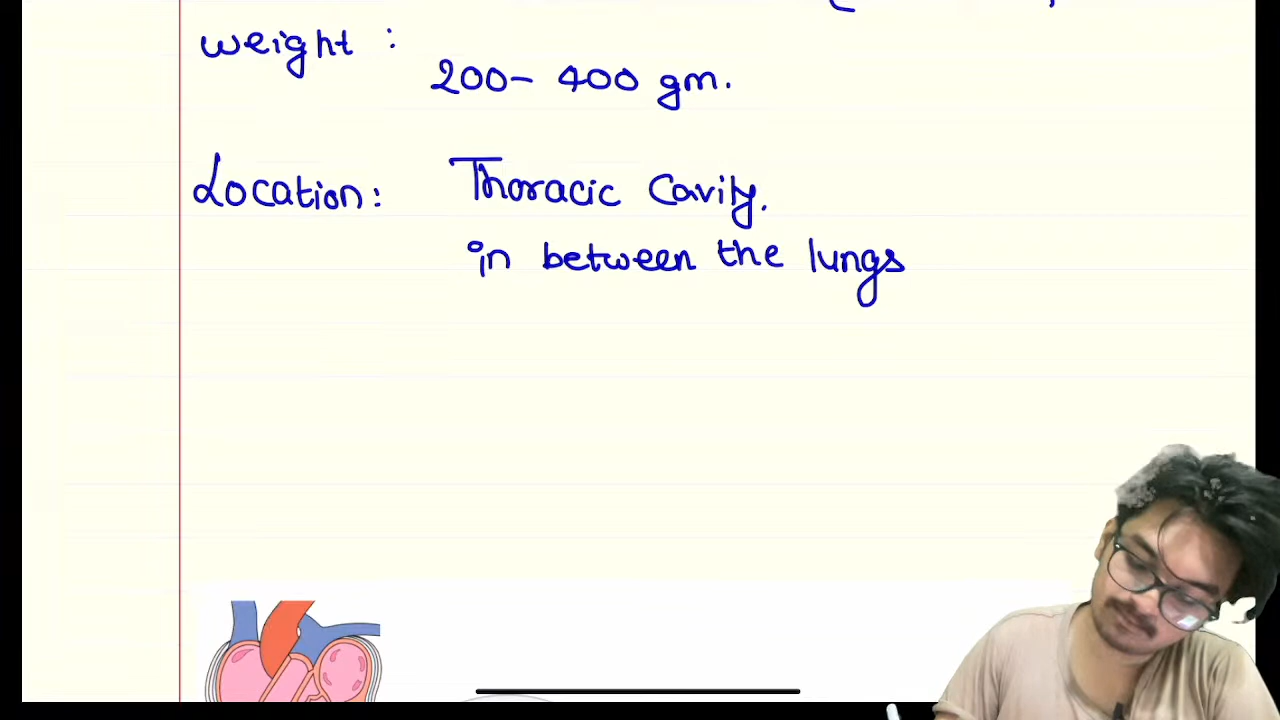 weight :
200- 400 gm.
Location: Thoracic Cavity.
in between the lungs